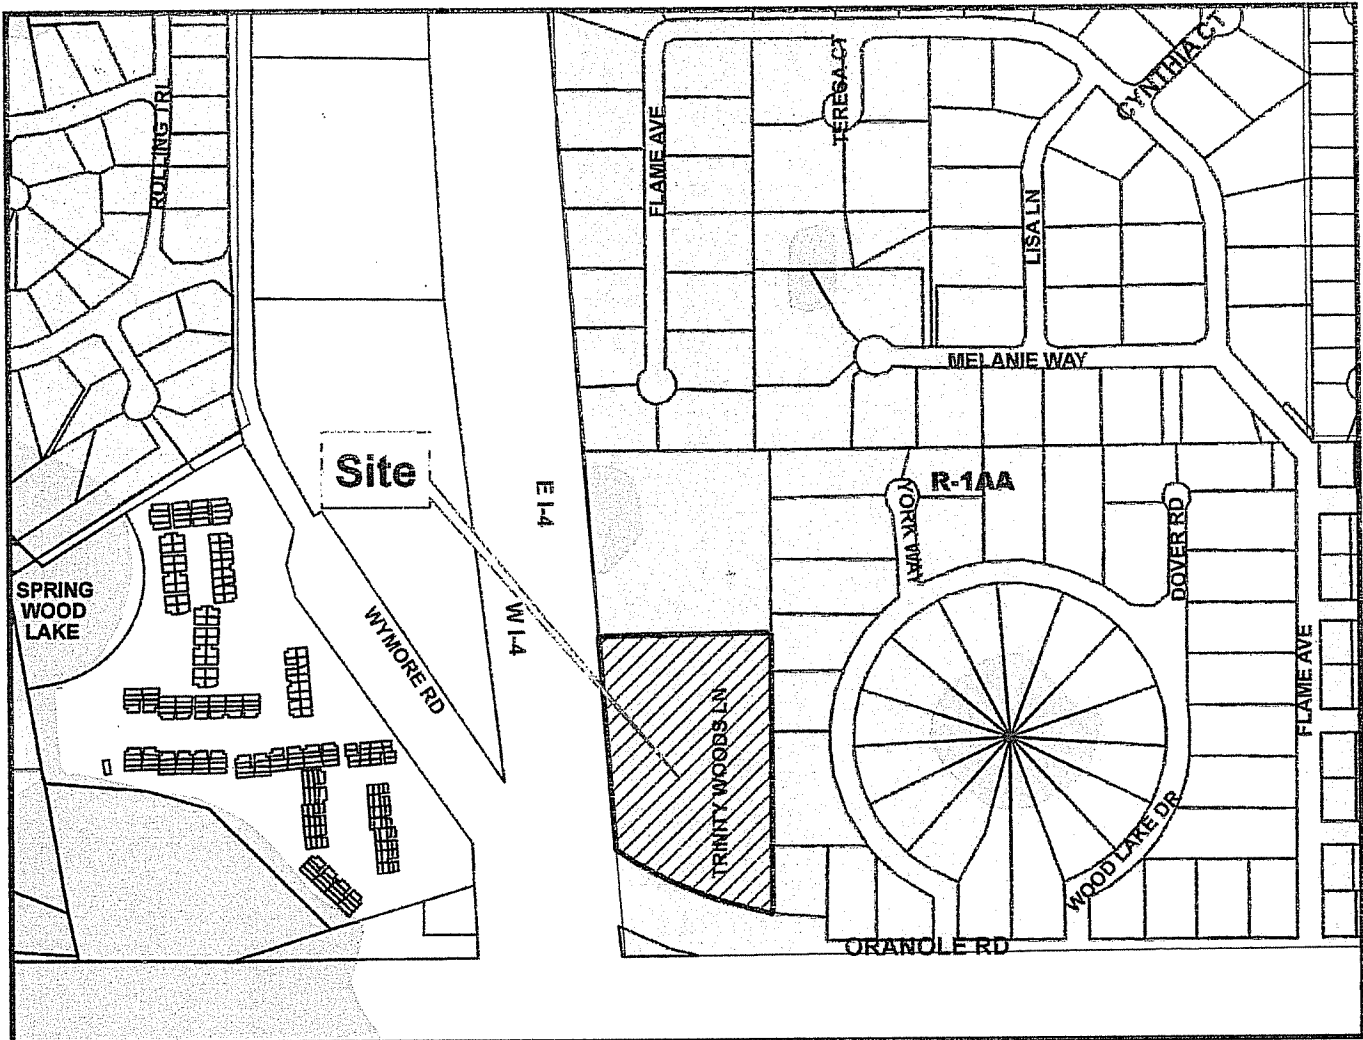 ROLLING TRL
FLAME AVE
TERESA CT
CYNTHIA CT
LISA LN
MELANIE WAY
Site
E I-4
W I-4
R-1AA
YORK WAY
DOVER RD
SPRING
WOOD
LAKE
WYMORE RD
TRINITY WOODS LN
FLAME AVE
WOOD LAKE DR
ORANOLE RD